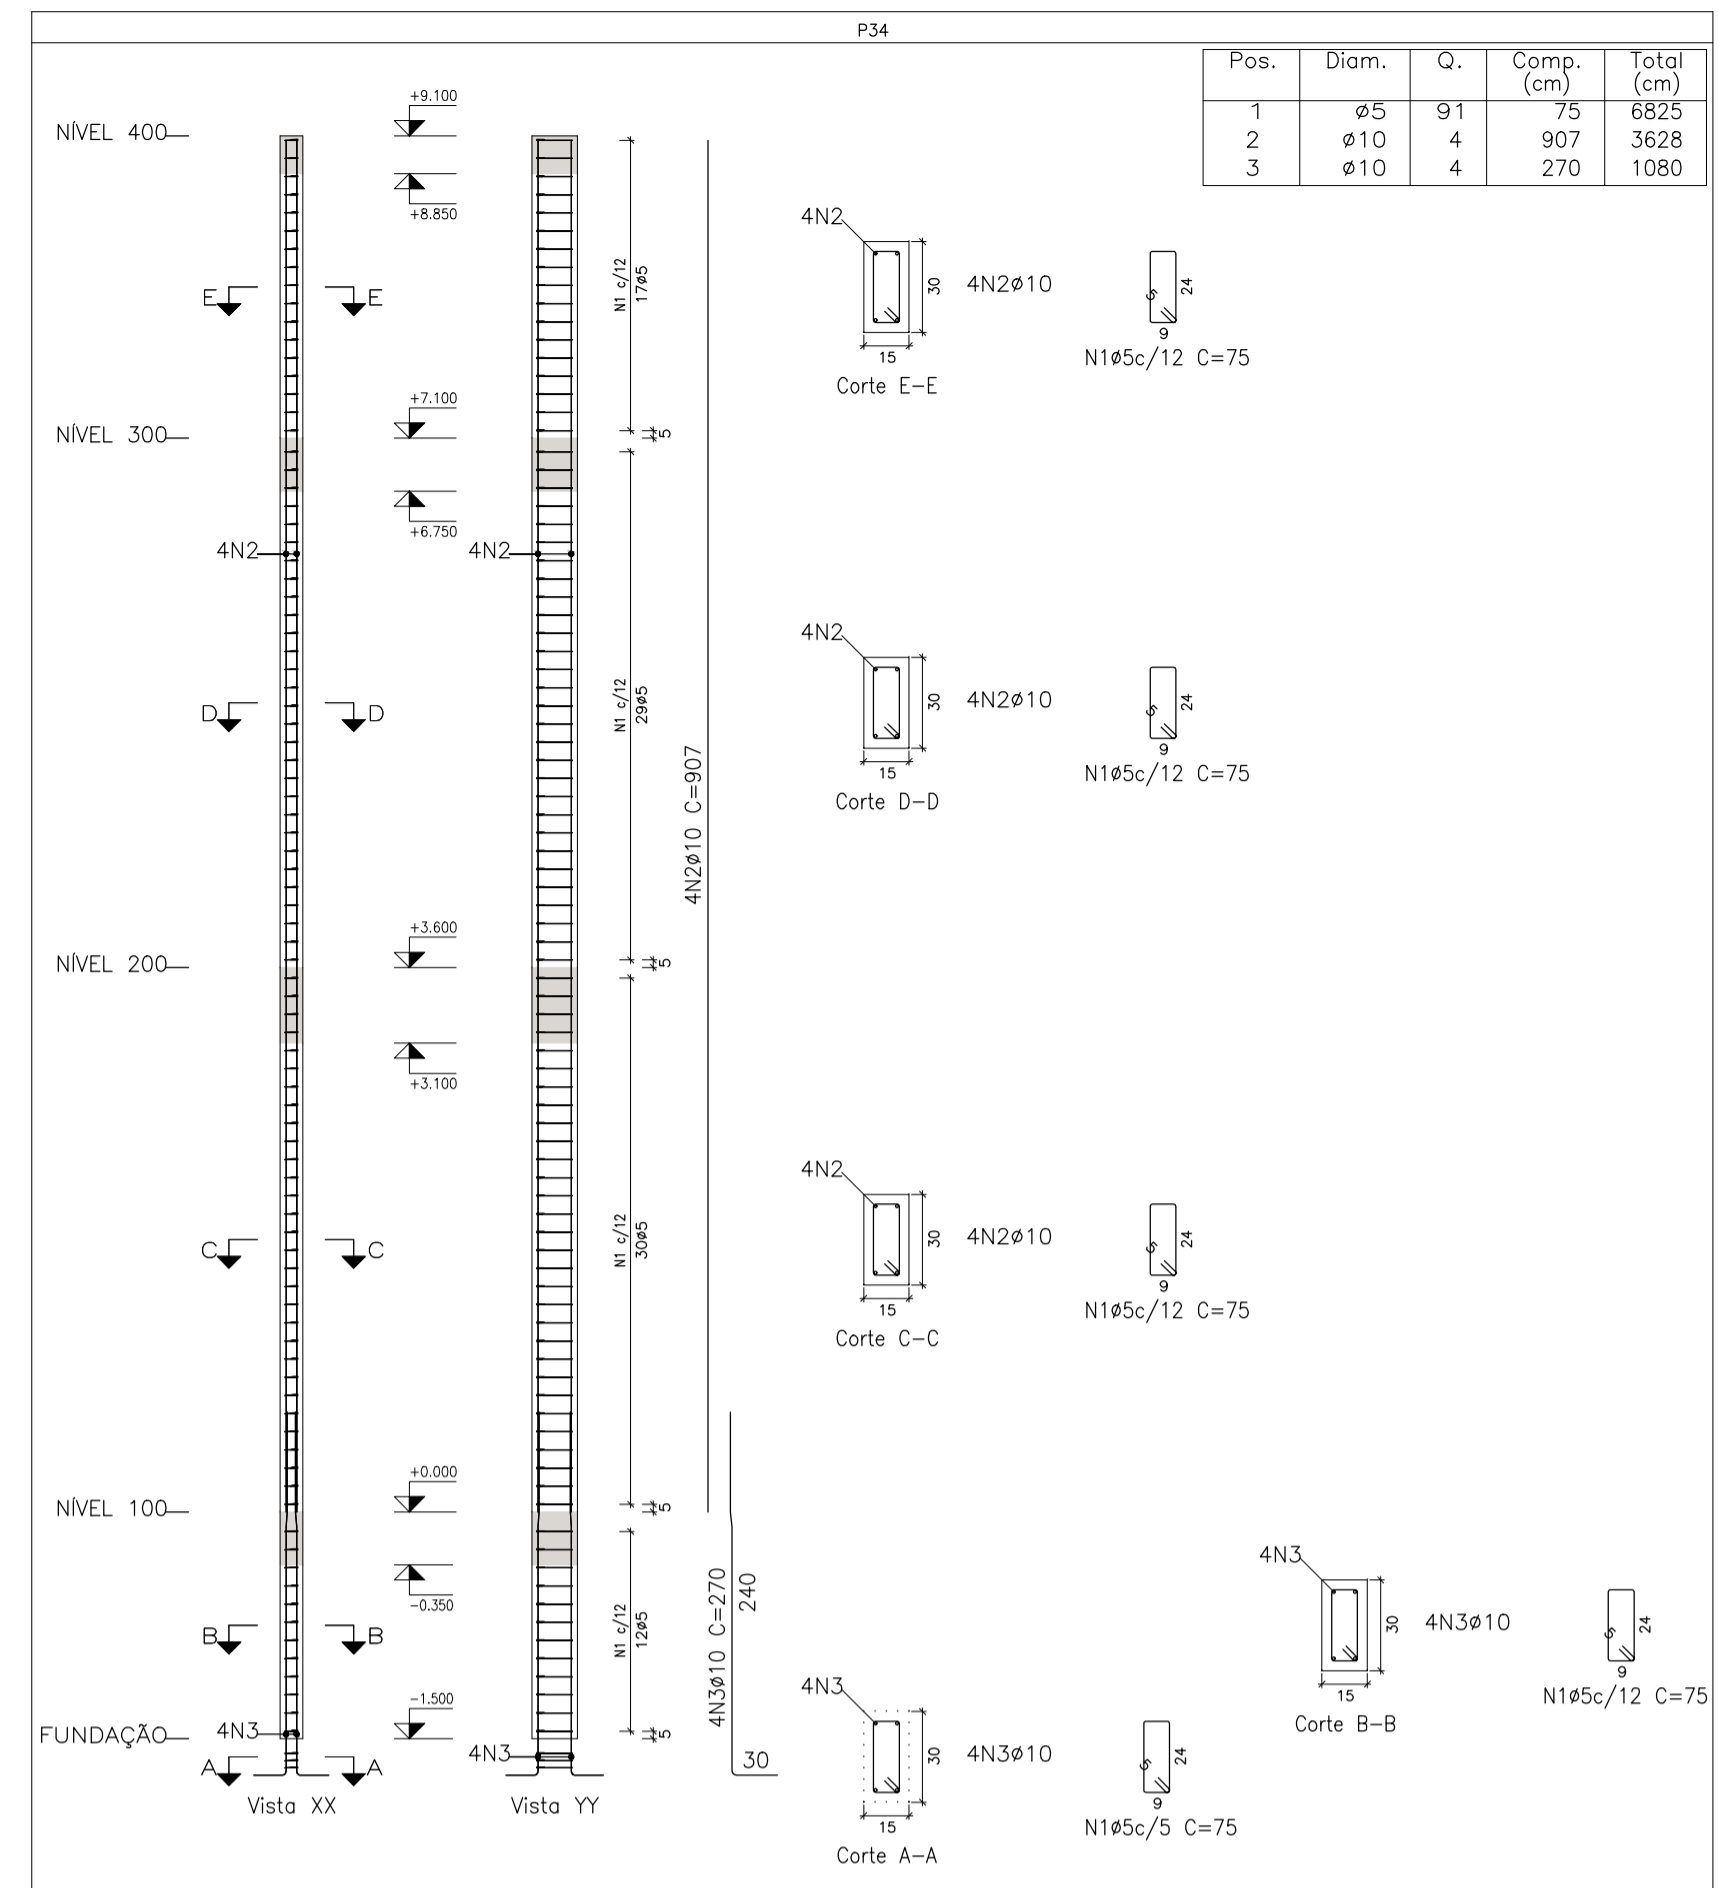 P34
Pos. Diam. Q. Comp. (cm) Total (cm)
1 ø5 91 75 6825
2 ø10 4 907 3628
3 ø10 4 270 1080
NÍVEL 400
+9.100
+8.850
E E
N1 c/12
17ø5
4N2
30
15
4N2ø10
Corte E-E
5
24
9
N1ø5c/12 C=75
NÍVEL 300
+7.100
+6.750
5
4N2
4N2
D D
N1 c/12
29ø5
4N2ø10 C=907
4N2
30
15
4N2ø10
Corte D-D
5
24
9
N1ø5c/12 C=75
NÍVEL 200
+3.600
+3.100
5
C C
N1 c/12
30ø5
4N2
30
15
4N2ø10
Corte C-C
5
24
9
N1ø5c/12 C=75
NÍVEL 100
+0.000
-0.350
5
B B
N1 c/12
12ø5
4N3ø10 C=270
240
30
4N3
30
15
4N3ø10
Corte B-B
5
24
9
N1ø5c/12 C=75
FUNDAÇÃO
-1.500
5
4N3
4N3
A A
Vista XX
Vista YY
4N3
30
15
4N3ø10
Corte A-A
5
24
9
N1ø5c/5 C=75